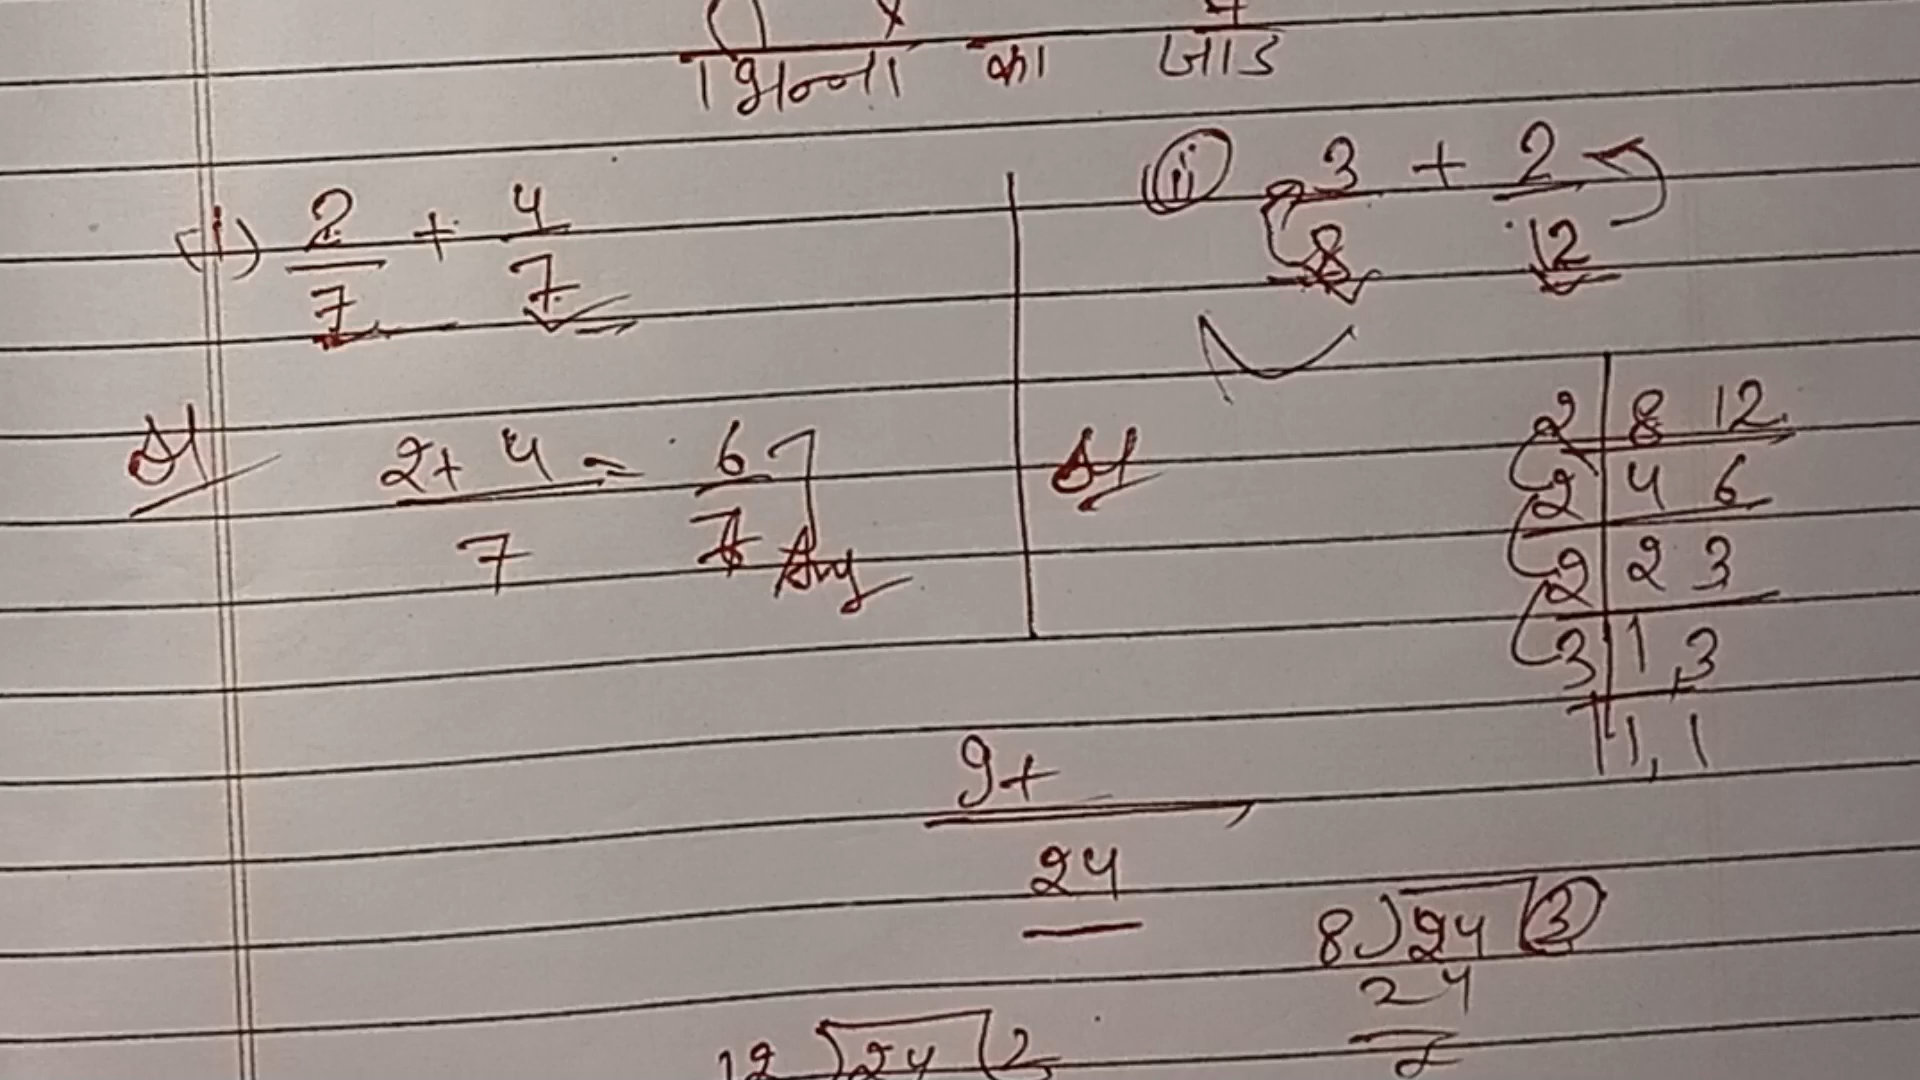 भिन्नों का जोड़
(i) 2/7 + 4/7
(ii) 3/8 + 2/12
2+4/7 = 6/7 Ans
2 | 8 12
2 | 4 6
2 | 2 3
3 | 1, 3
| 1, 1
9+
24
8)24(3
24
12)24(2